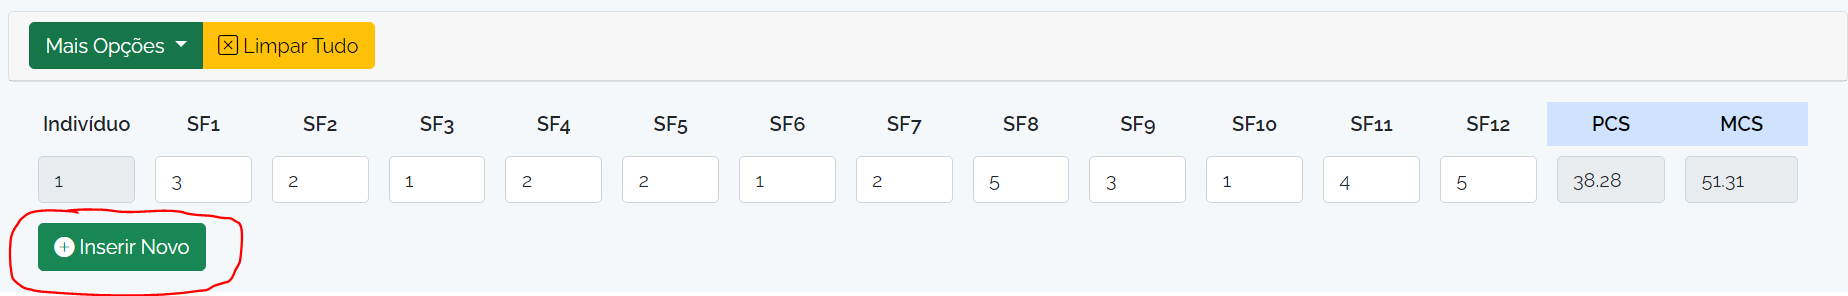 Mais Opções Limpar Tudo
Indivíduo SF1 SF2 SF3 SF4 SF5 SF6 SF7 SF8 SF9 SF10 SF11 SF12 PCS MCS
1 3 2 1 2 2 1 2 5 3 1 4 5 38.28 51.31
Inserir Novo